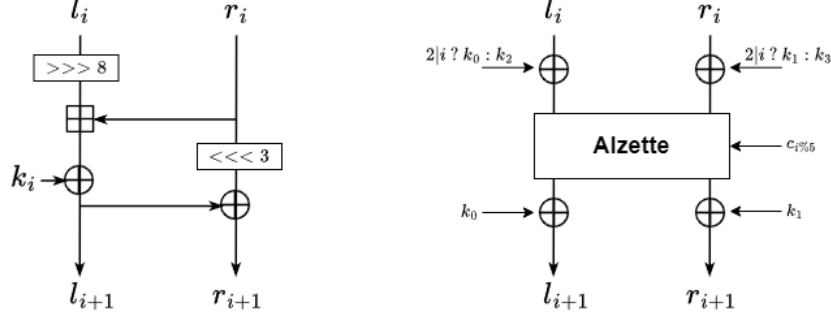 l_i r_i
>>> 8
<<< 3
k_i
l_{i+1} r_{i+1}
l_i r_i
2|i ? k_0 : k_2 2|i ? k_1 : k_3
Alzette
c_{i%5}
k_0 k_1
l_{i+1} r_{i+1}